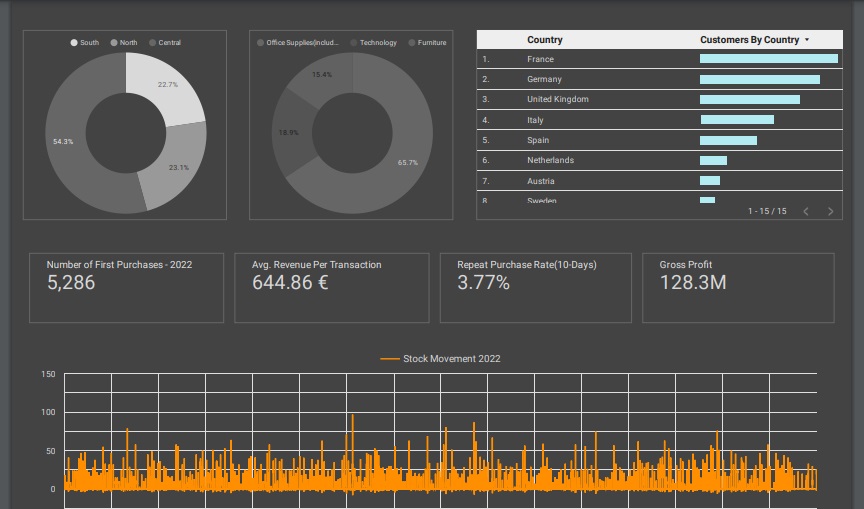 South North Central
22.7%
54.3%
23.1%
Office Supplies(includ... Technology Furniture
15.4%
18.9%
65.7%
Country Customers By Country
1. France
2. Germany
3. United Kingdom
4. Italy
5. Spain
6. Netherlands
7. Austria
8 Sweden
1 - 15 / 15
Number of First Purchases - 2022
5,286
Avg. Revenue Per Transaction
644.86 €
Repeat Purchase Rate(10-Days)
3.77%
Gross Profit
128.3M
Stock Movement 2022
150
100
50
0